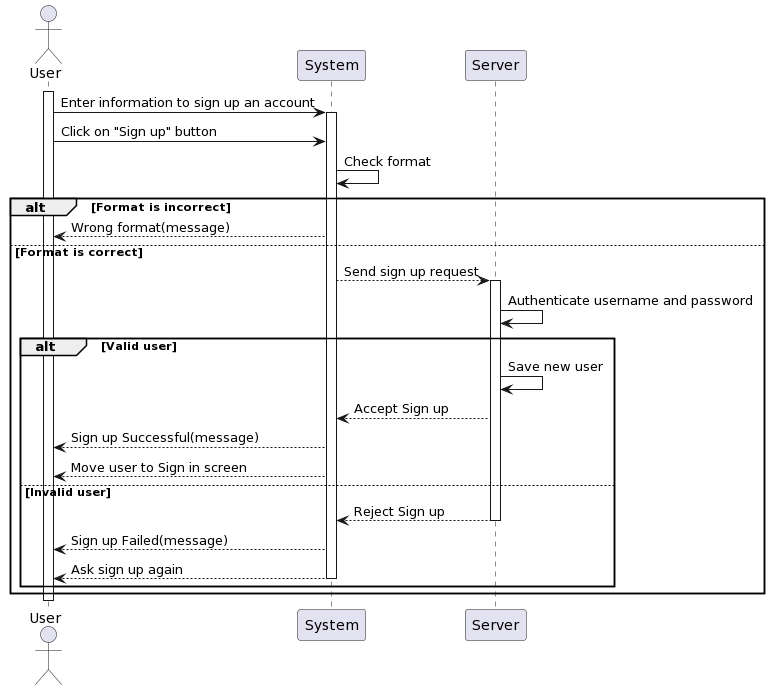 User
System
Server
Enter information to sign up an account
Click on "Sign up" button
Check format
alt
[Format is incorrect]
Wrong format(message)
[Format is correct]
Send sign up request
Authenticate username and password
alt
[Valid user]
Save new user
Accept Sign up
Sign up Successful(message)
Move user to Sign in screen
[Invalid user]
Reject Sign up
Sign up Failed(message)
Ask sign up again
User
System
Server